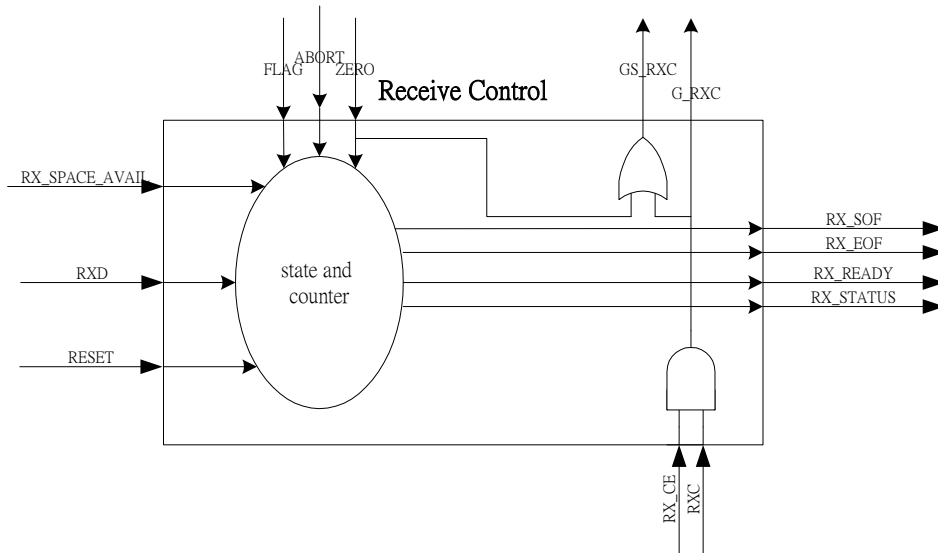 ABORT
FLAG
ZERO
GS_RXC
G_RXC
Receive Control
RX_SPACE_AVAIL
RXD
RESET
state and
counter
RX_SOF
RX_EOF
RX_READY
RX_STATUS
RX_CE
RXC